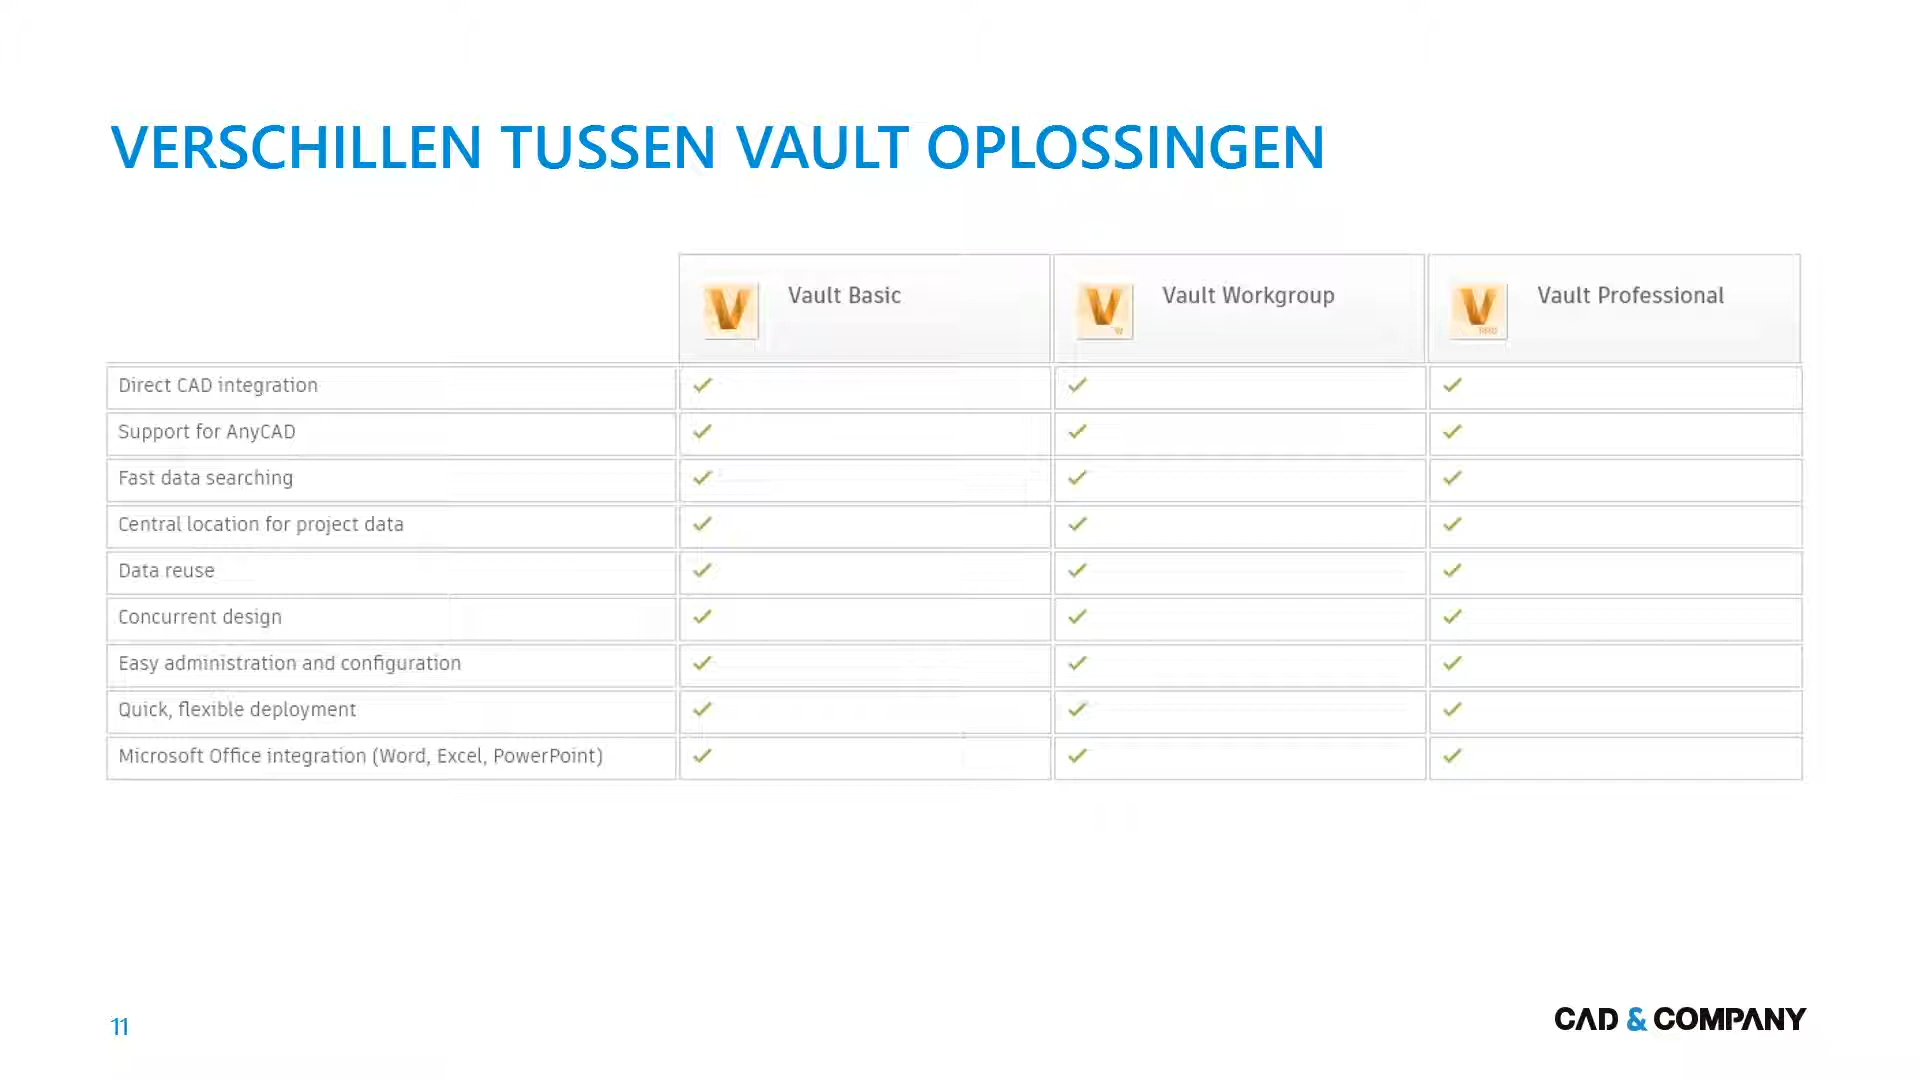 VERSCHILLEN TUSSEN VAULT OPLOSSINGEN
Vault Basic
Vault Workgroup
Vault Professional
Direct CAD integration
Support for AnyCAD
Fast data searching
Central location for project data
Data reuse
Concurrent design
Easy administration and configuration
Quick, flexible deployment
Microsoft Office integration (Word, Excel, PowerPoint)
11
CAD & COMPANY